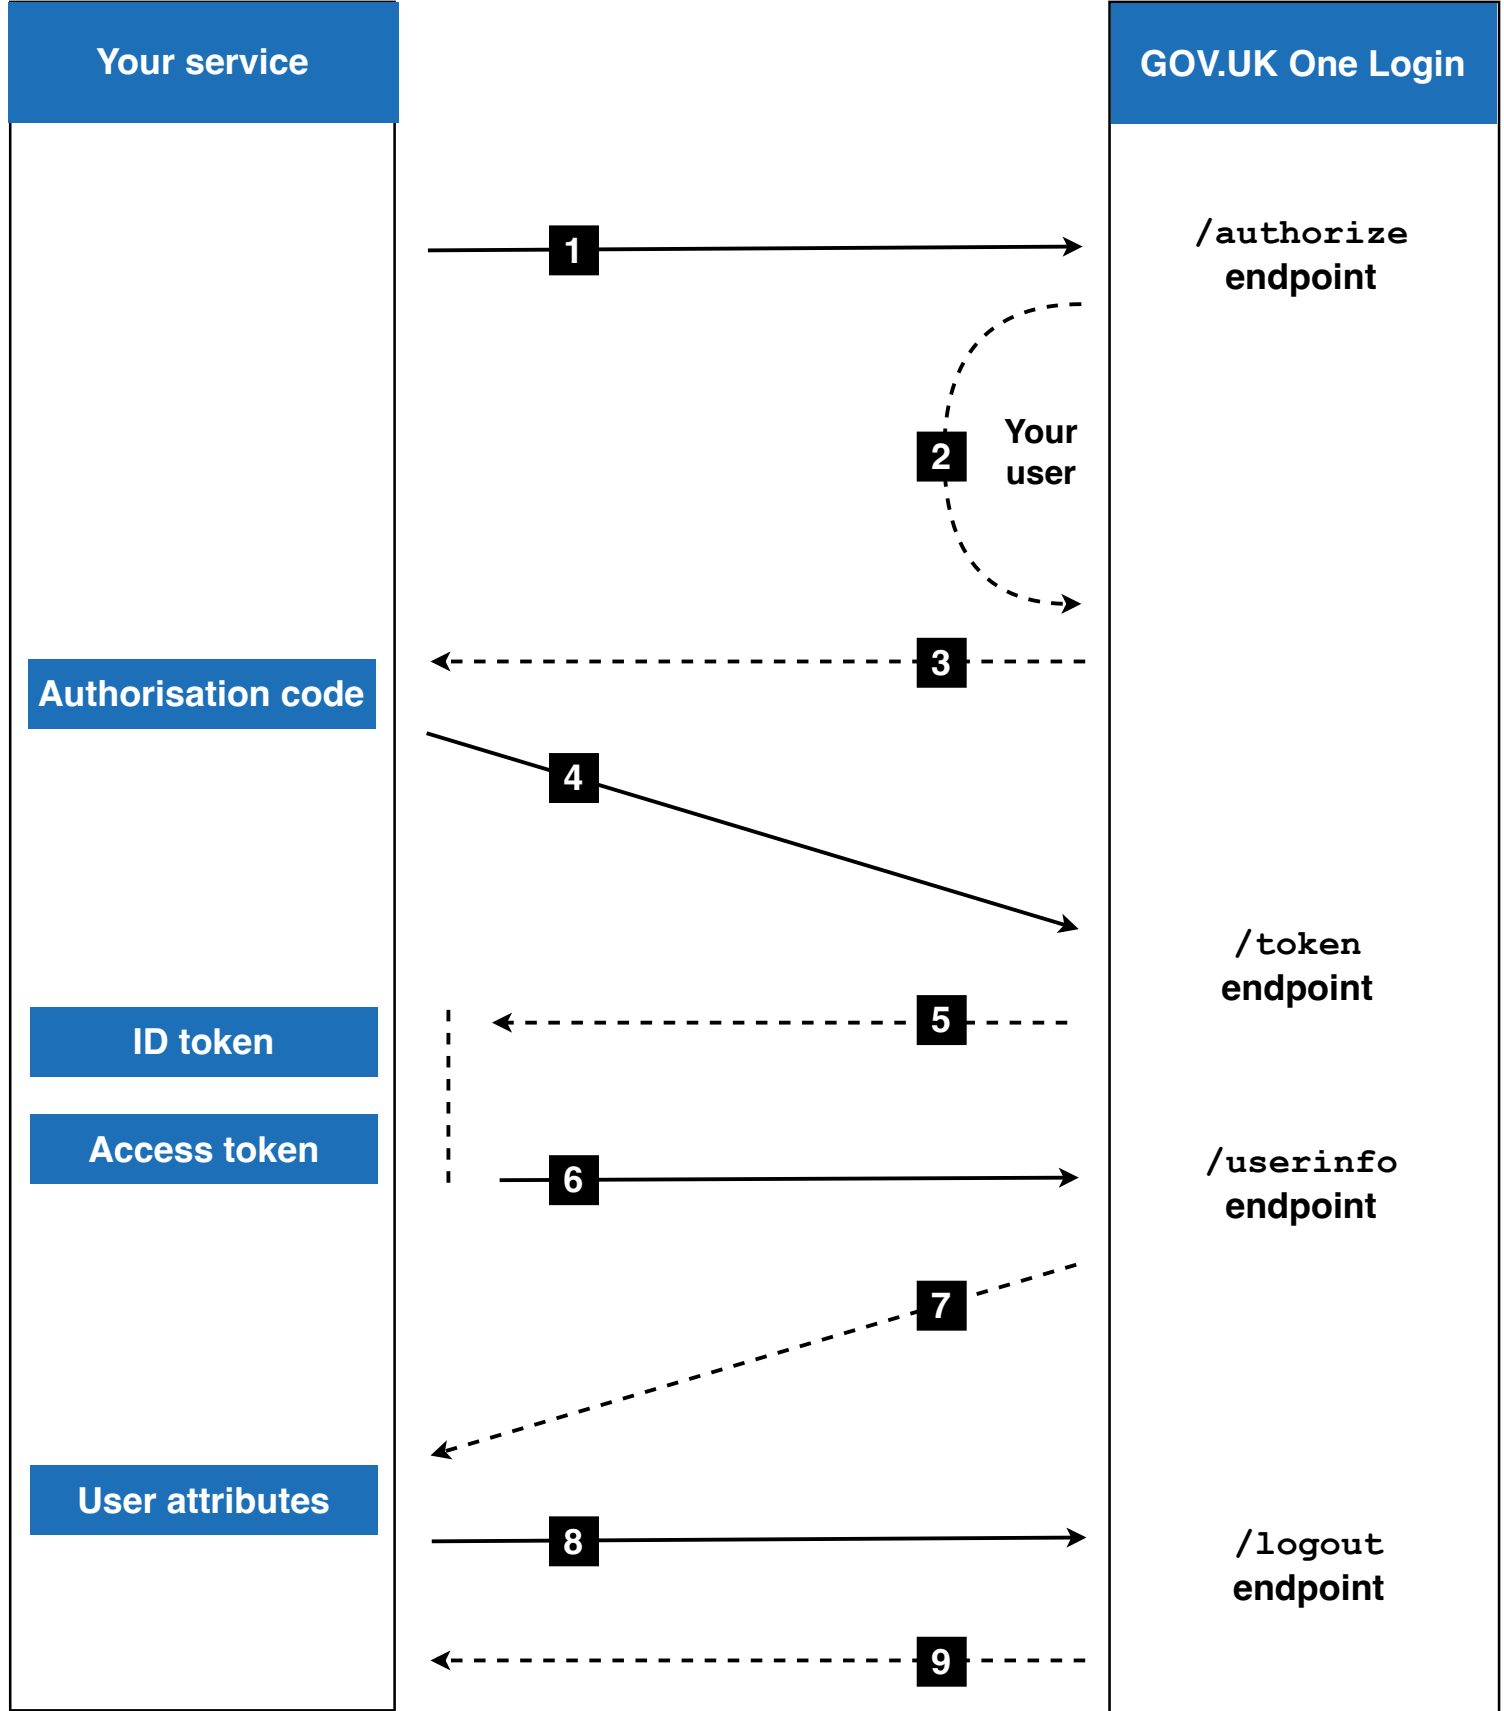 Your service
GOV.UK One Login
1
/authorize
endpoint
2
Your
user
3
Authorisation code
4
/token
endpoint
5
ID token
Access token
6
/userinfo
endpoint
7
User attributes
8
/logout
endpoint
9